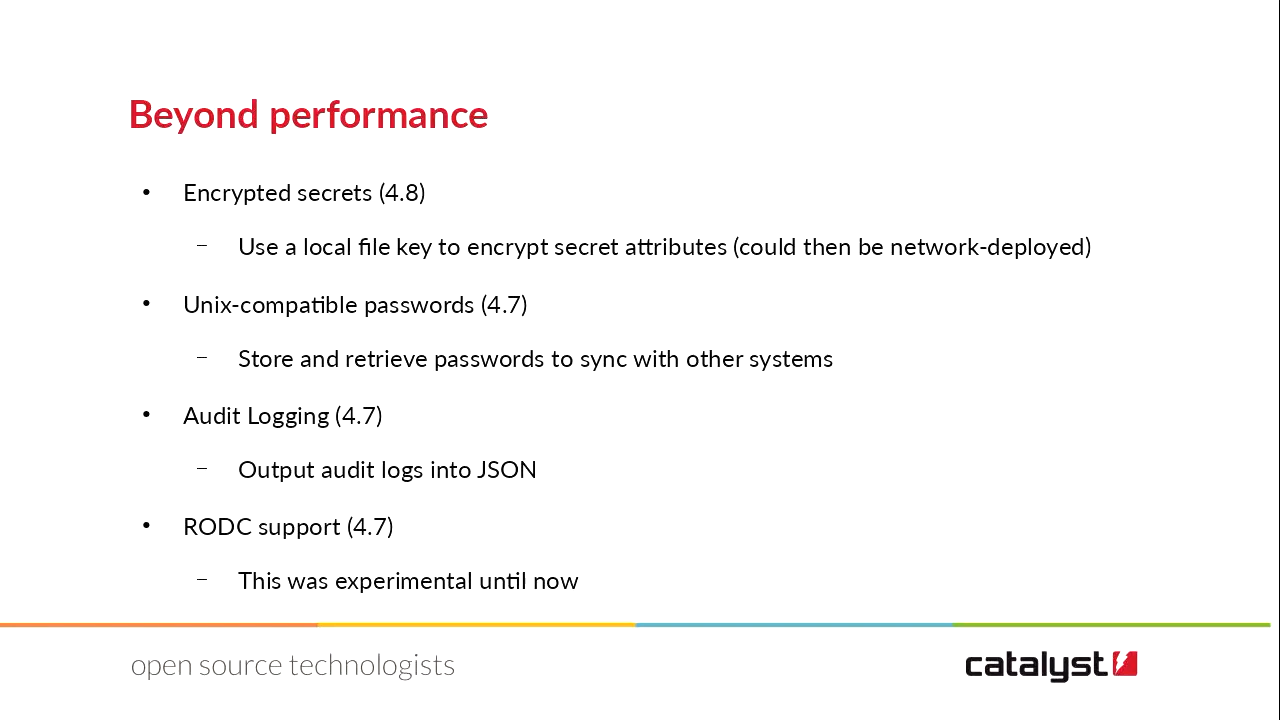 Beyond performance
• Encrypted secrets (4.8)
– Use a local file key to encrypt secret attributes (could then be network-deployed)
• Unix-compatible passwords (4.7)
– Store and retrieve passwords to sync with other systems
• Audit Logging (4.7)
– Output audit logs into JSON
• RODC support (4.7)
– This was experimental until now
open source technologists
catalyst